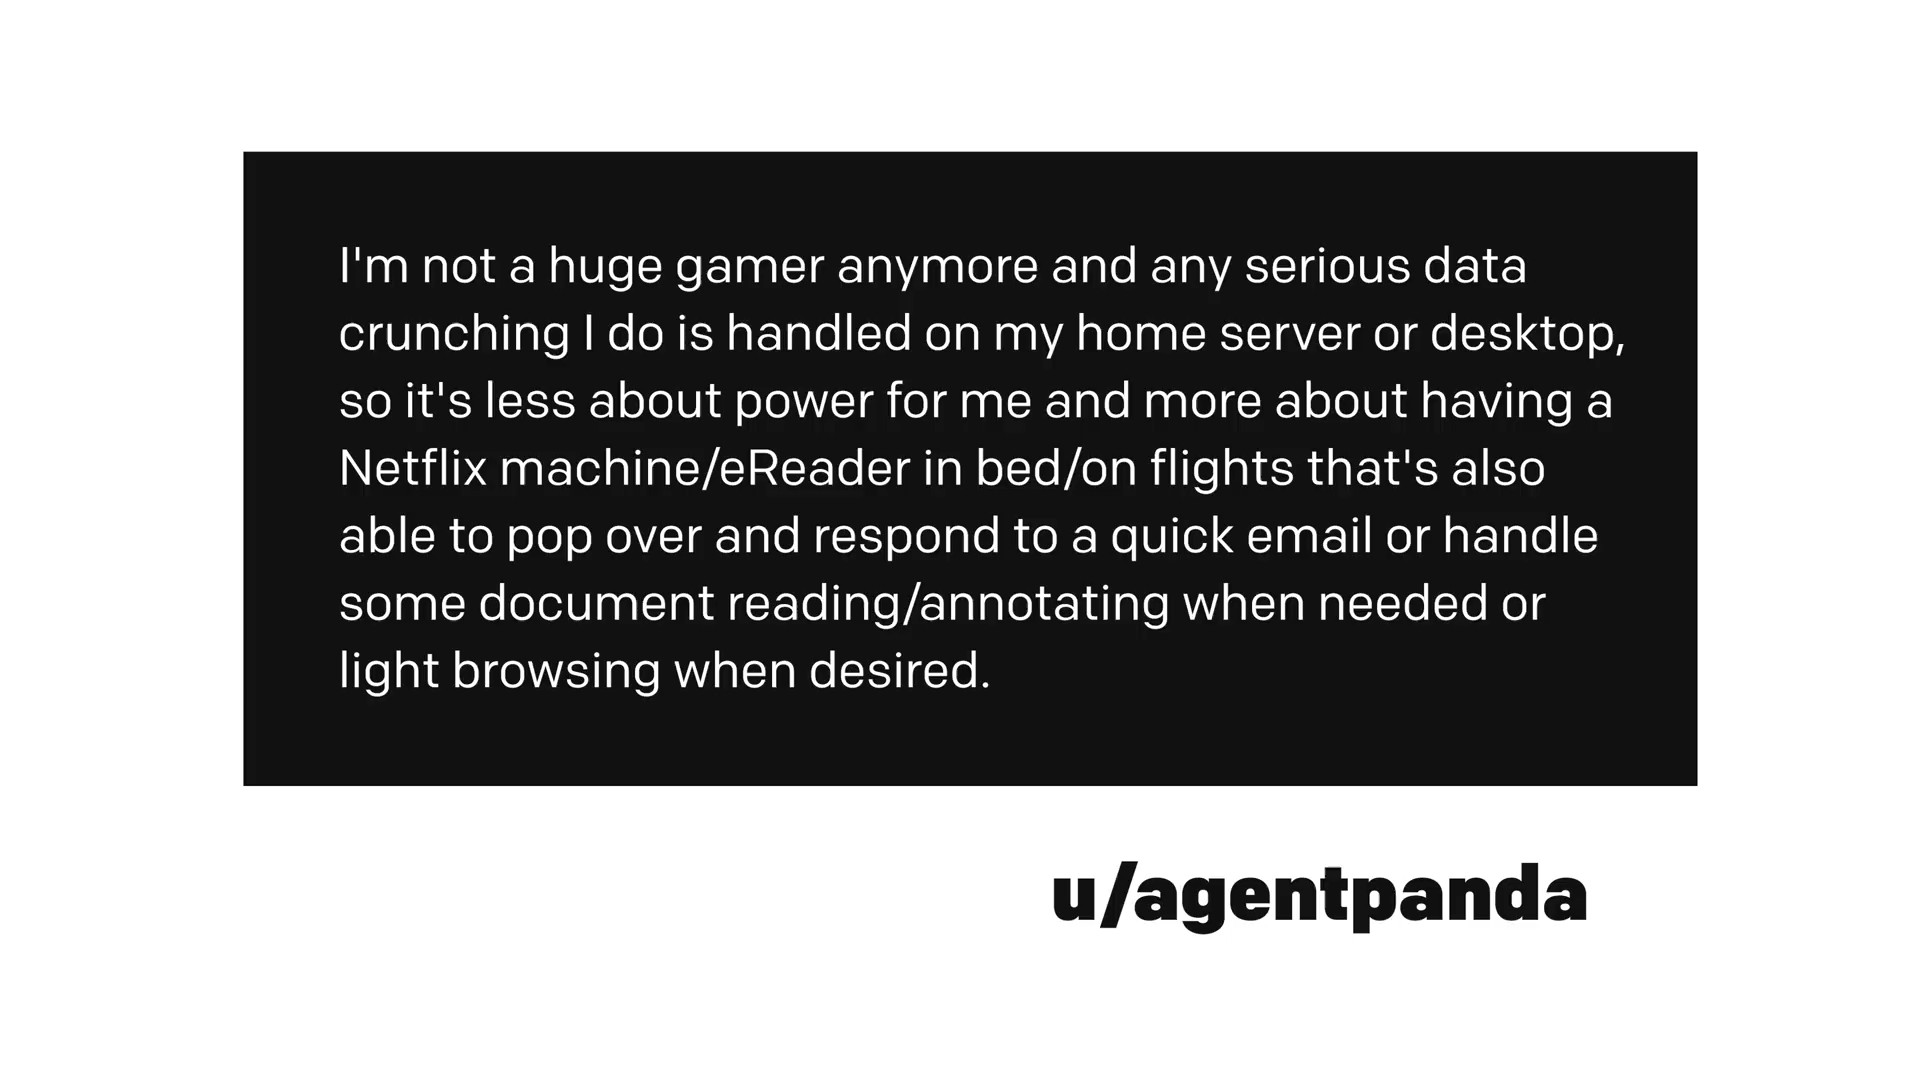 I'm not a huge gamer anymore and any serious data
crunching I do is handled on my home server or desktop,
so it's less about power for me and more about having a
Netflix machine/eReader in bed/on flights that's also
able to pop over and respond to a quick email or handle
some document reading/annotating when needed or
light browsing when desired.
u/agentpanda